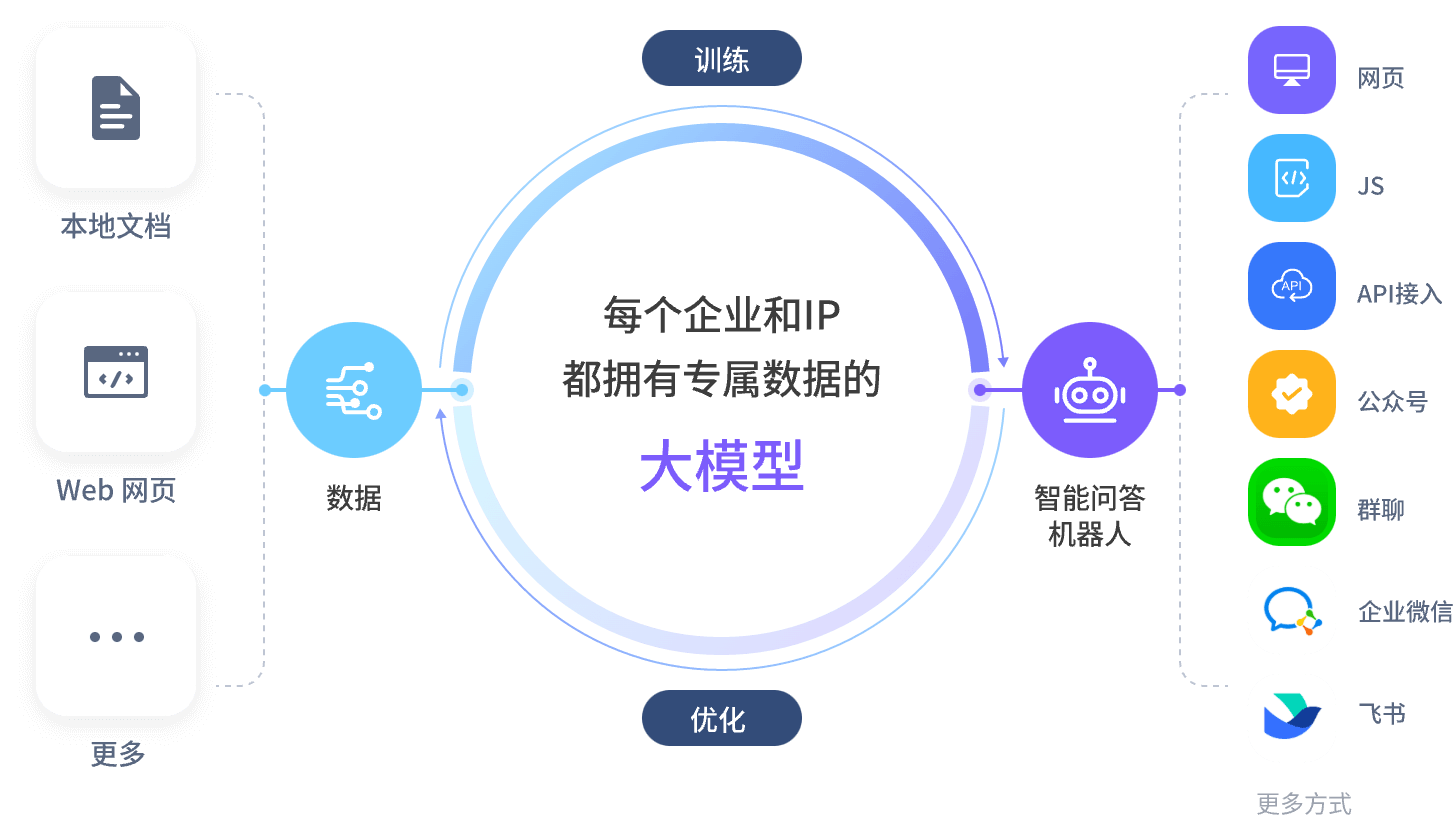 训练
本地文档
Web 网页
更多
数据
每个企业和IP
都拥有专属数据的
大模型
优化
智能问答
机器人
网页
JS
API
API接入
公众号
群聊
企业微信
飞书
更多方式